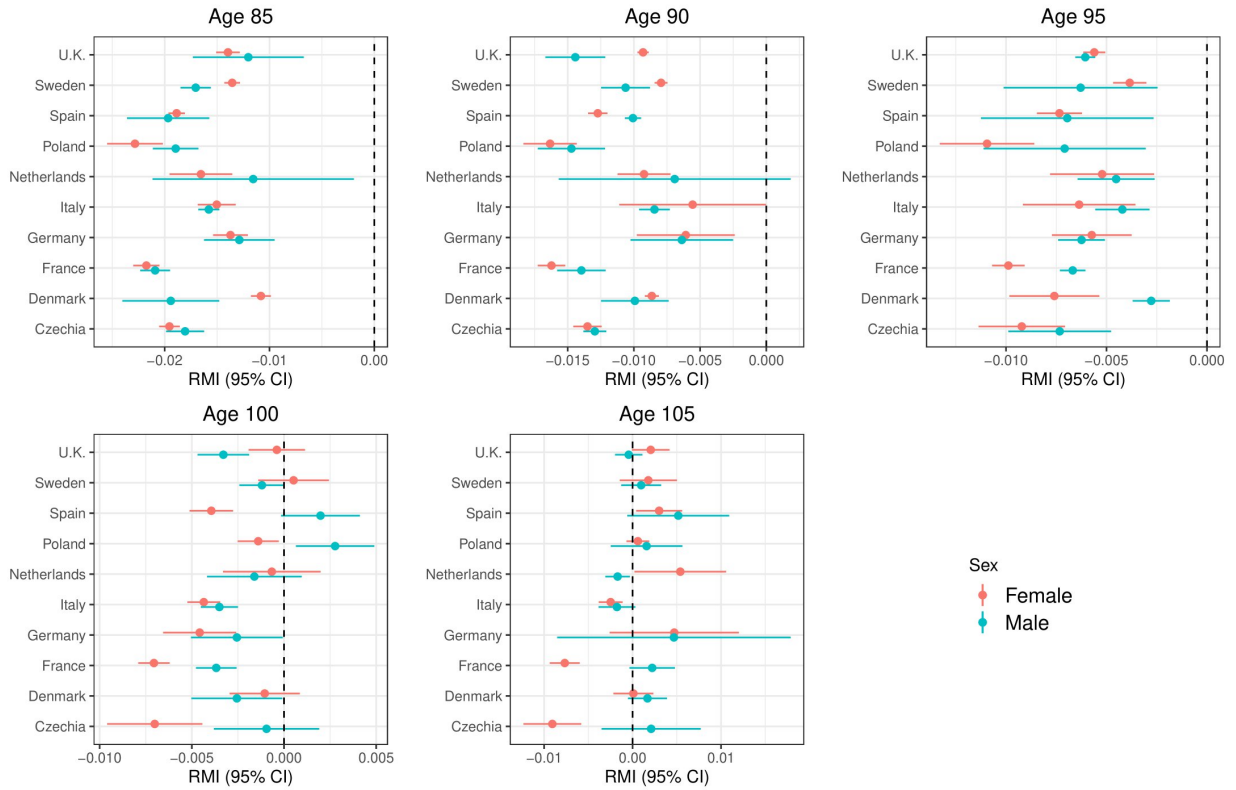 Age 85
U.K.
Sweden
Spain
Poland
Netherlands
Italy
Germany
France
Denmark
Czechia
−0.02 −0.01 0.00
RMI (95% CI)
Age 90
U.K.
Sweden
Spain
Poland
Netherlands
Italy
Germany
France
Denmark
Czechia
−0.015 −0.010 −0.005 0.000
RMI (95% CI)
Age 95
U.K.
Sweden
Spain
Poland
Netherlands
Italy
Germany
France
Denmark
Czechia
−0.010 −0.005 0.000
RMI (95% CI)
Age 100
U.K.
Sweden
Spain
Poland
Netherlands
Italy
Germany
France
Denmark
Czechia
−0.010 −0.005 0.000 0.005
RMI (95% CI)
Age 105
U.K.
Sweden
Spain
Poland
Netherlands
Italy
Germany
France
Denmark
Czechia
−0.01 0.00 0.01
RMI (95% CI)
Sex
Female
Male